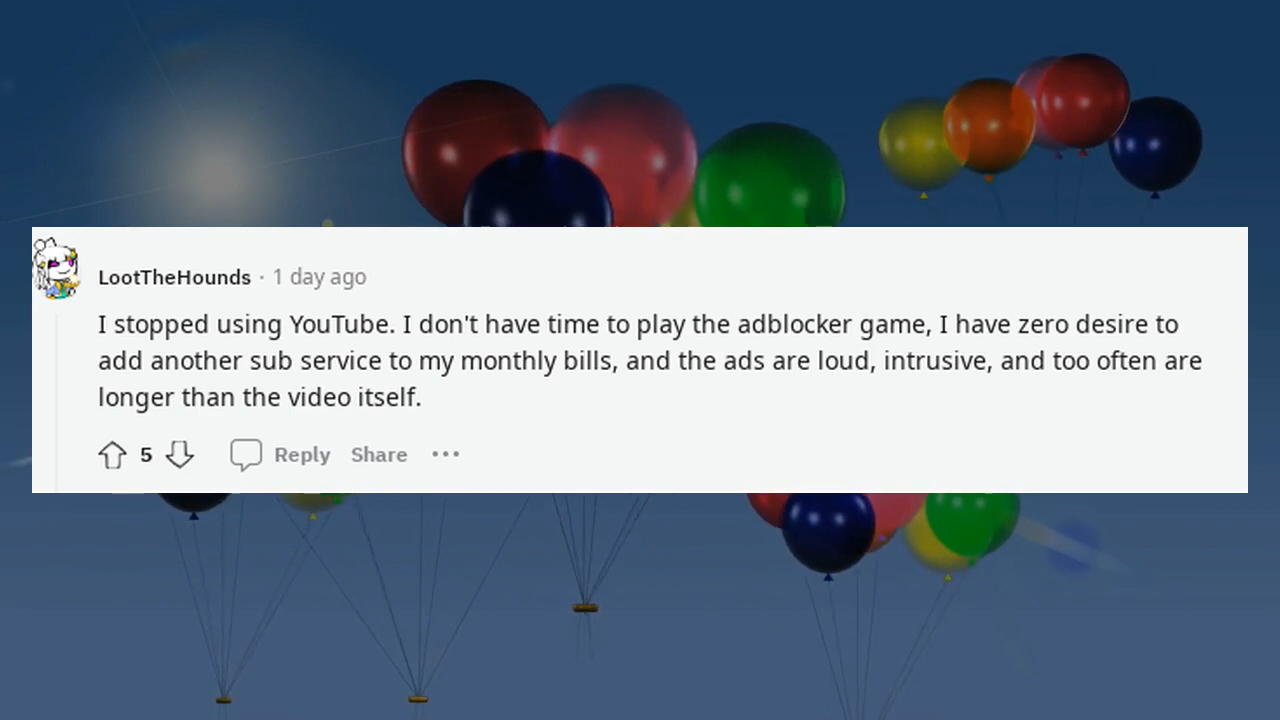 LootTheHounds · 1 day ago
I stopped using YouTube. I don't have time to play the adblocker game, I have zero desire to
add another sub service to my monthly bills, and the ads are loud, intrusive, and too often are
longer than the video itself.
5 Reply Share •••